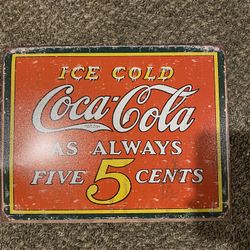 ICE COLD
Coca-Cola
AS ALWAYS
FIVE 5 CENTS